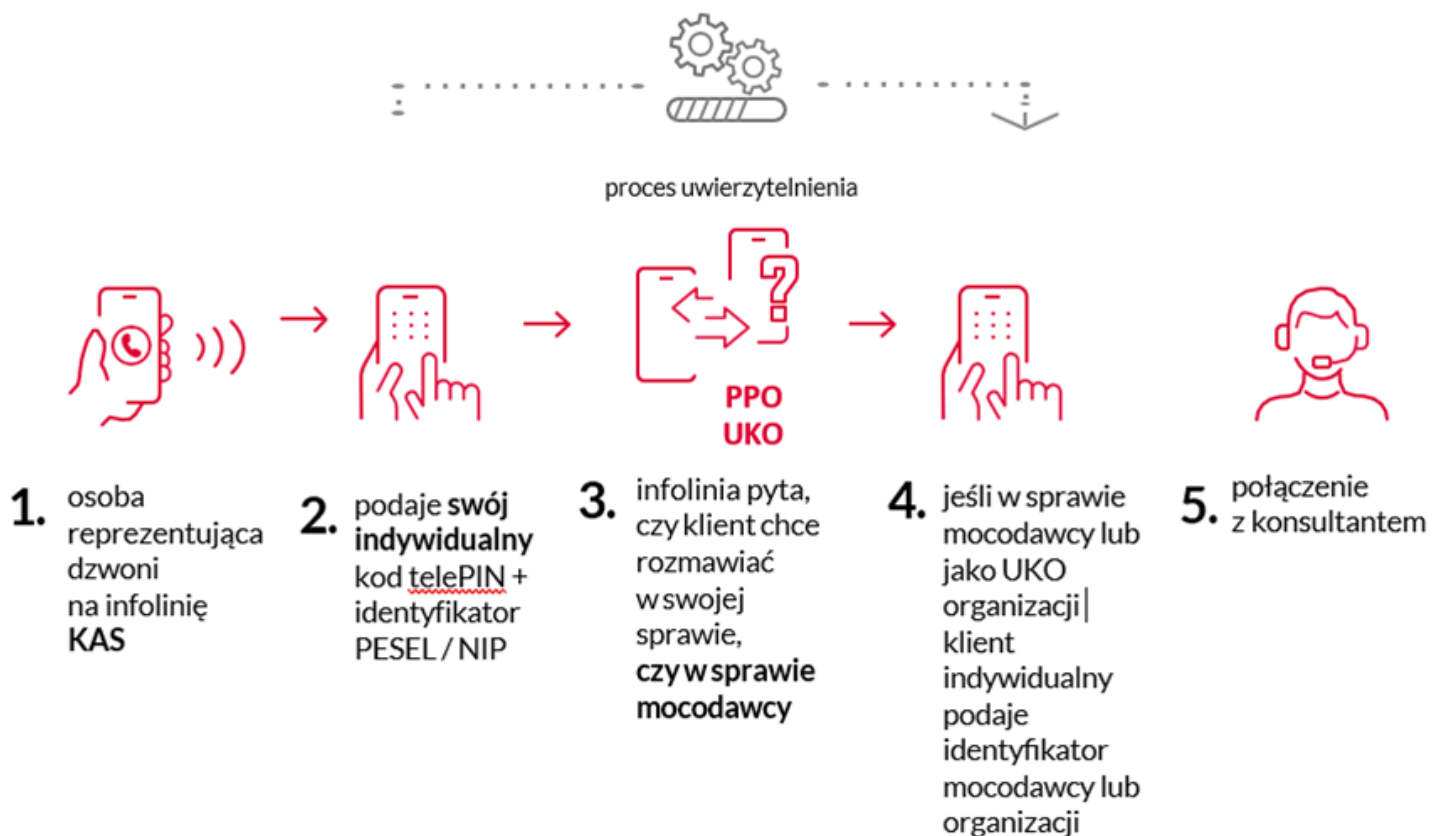 proces uwierzytelnienia
PPO
UKO
1. osoba
reprezentująca
dzwoni
na infolinię
KAS
2. podaje swój
indywidualny
kod telePIN +
identyfikator
PESEL / NIP
3. infolinia pyta,
czy klient chce
rozmawiać
w swojej
sprawie,
czy w sprawie
mocodawcy
4. jeśli w sprawie
mocodawcy lub
jako UKO
organizacji
klient
indywidualny
podaje
identyfikator
mocodawcy lub
organizacji
5. połączenie
z konsultantem